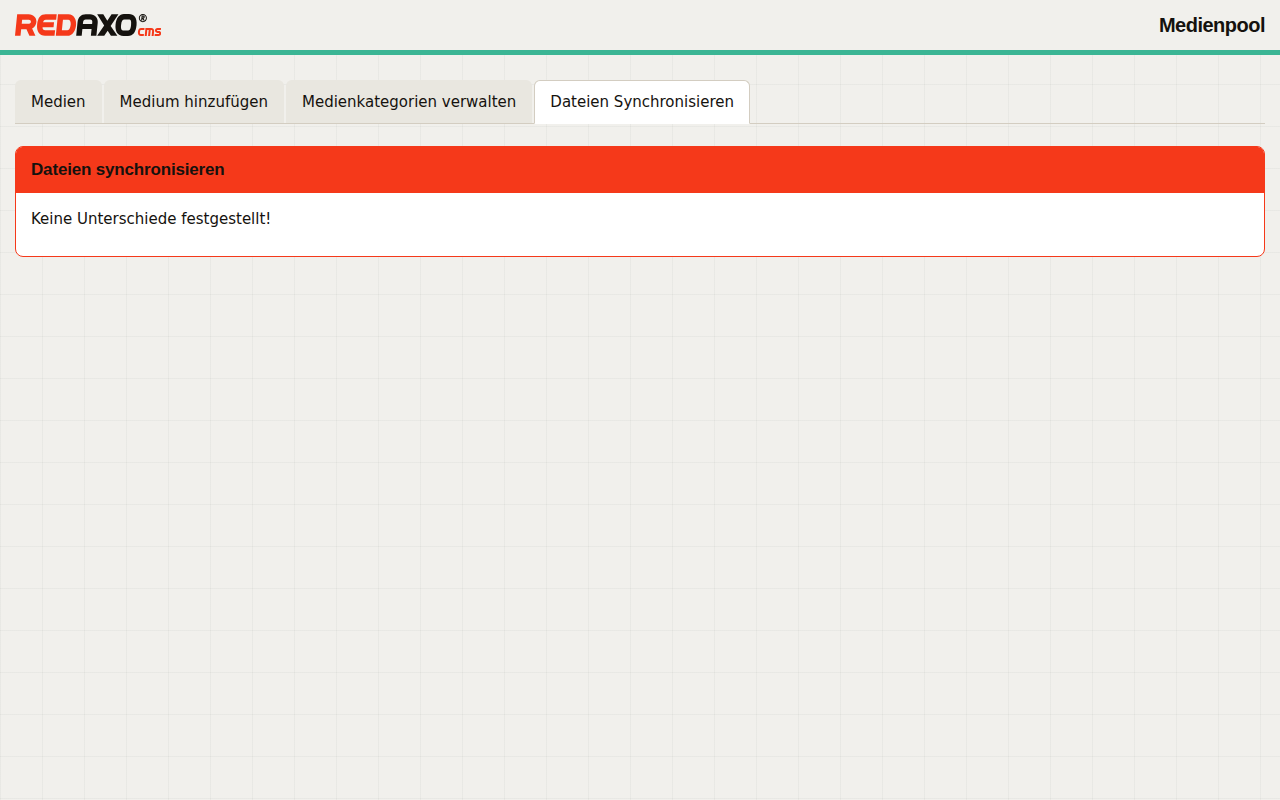 REDAXO® cms
Medienpool
Medien
Medium hinzufügen
Medienkategorien verwalten
Dateien Synchronisieren
Dateien synchronisieren
Keine Unterschiede festgestellt!